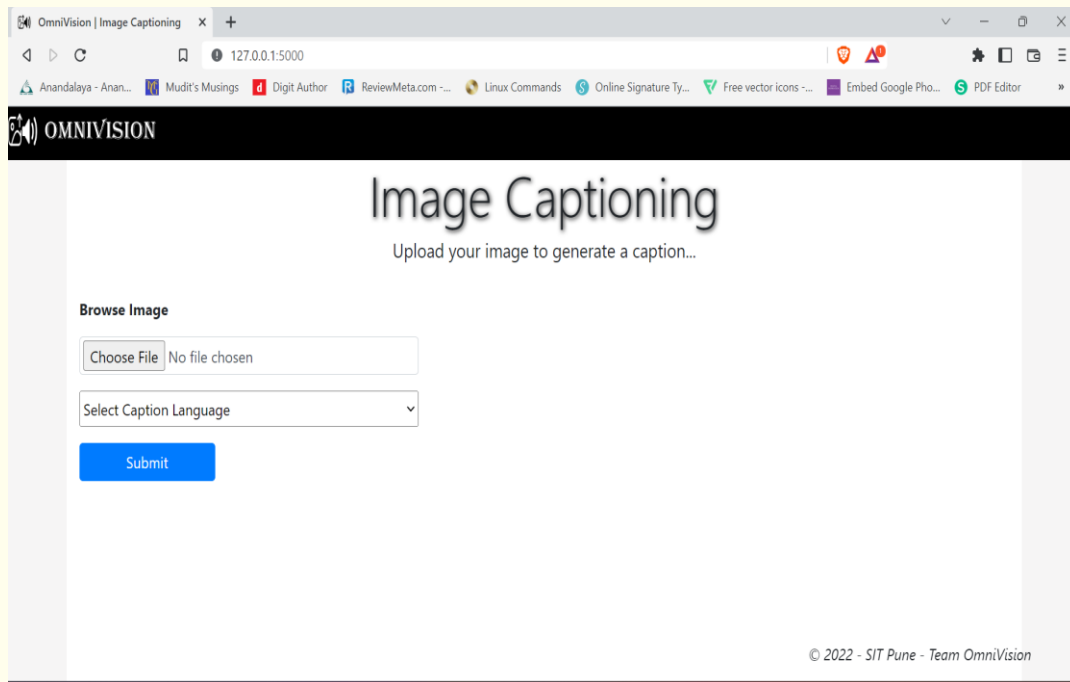 OmniVision | Image Captioning
127.0.0.1:5000
Anandalaya - Anan... Mudit's Musings d Digit Author R ReviewMeta.com -... Linux Commands S Online Signature Ty... Free vector icons -... Embed Google Pho... S PDF Editor »
OMNIVISION
Image Captioning
Upload your image to generate a caption...
Browse Image
Choose File No file chosen
Select Caption Language
Submit
© 2022 - SIT Pune - Team OmniVision